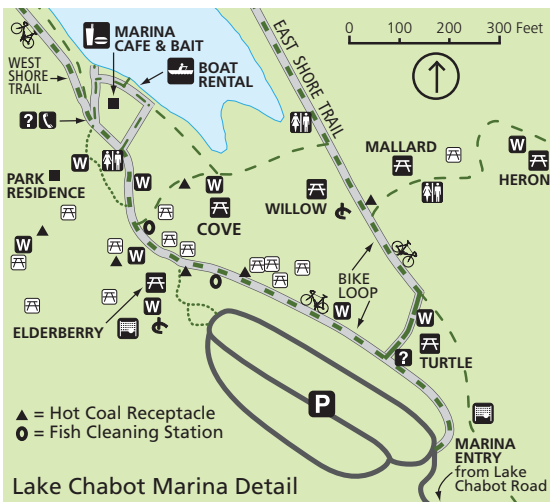 MARINA
CAFE & BAIT
BOAT
RENTAL
EAST SHORE TRAIL
0 100 200 300 Feet
WEST
SHORE
TRAIL
? 
MALLARD
W
HERON
W
PARK
RESIDENCE
W
W
WILLOW
COVE
W
BIKE
LOOP
ELDERBERRY
W
W
W
?
TURTLE
P
▲ = Hot Coal Receptacle
O = Fish Cleaning Station
MARINA
ENTRY
from Lake
Chabot Road
Lake Chabot Marina Detail